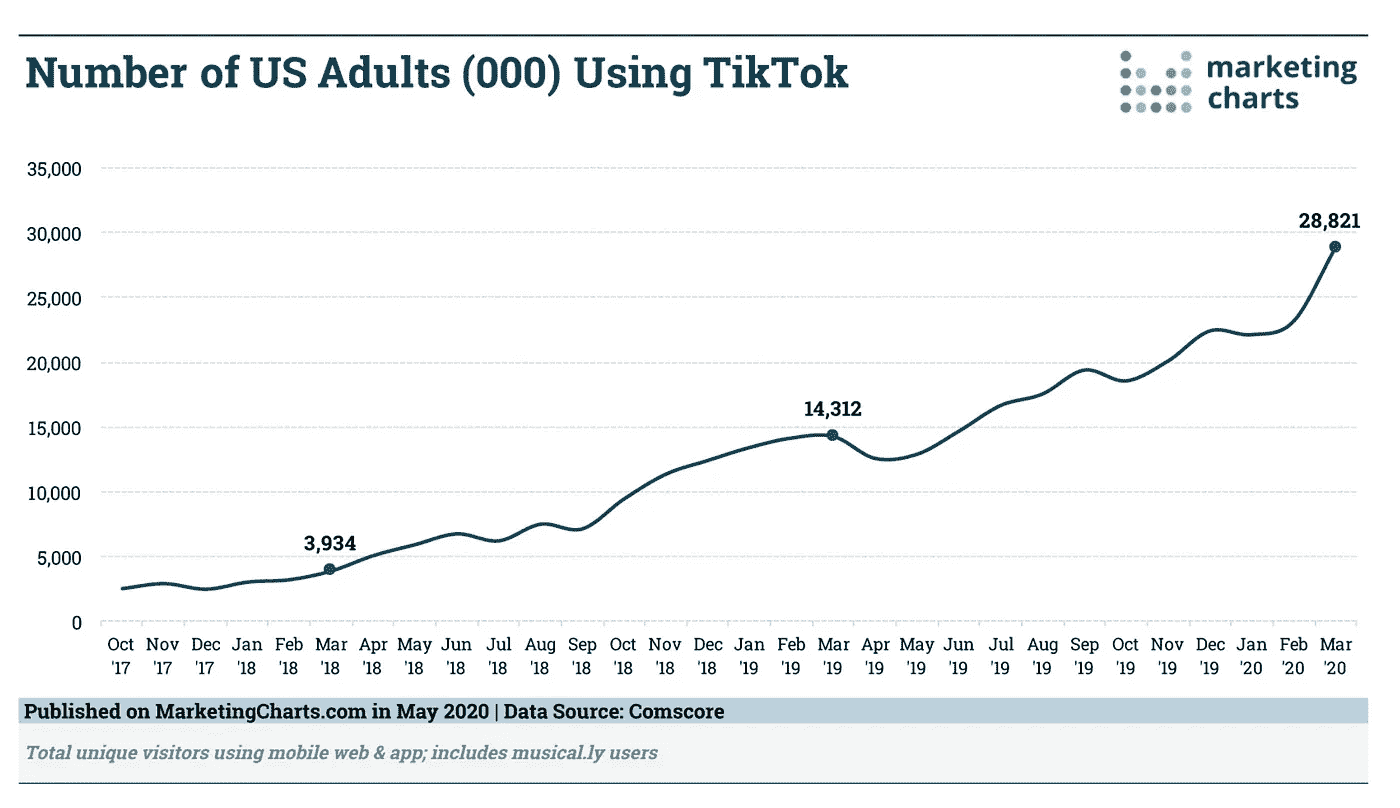 Number of US Adults (000) Using TikTok
marketing
charts
35,000
30,000
25,000
20,000
15,000
10,000
5,000
0
28,821
14,312
3,934
Oct Nov Dec Jan Feb Mar Apr May Jun Jul Aug Sep Oct Nov Dec Jan Feb Mar Apr May Jun Jul Aug Sep Oct Nov Dec Jan Feb Mar
'17 '17 '17 '18 '18 '18 '18 '18 '18 '18 '18 '18 '18 '18 '18 '19 '19 '19 '19 '19 '19 '19 '19 '19 '19 '19 '19 '20 '20 '20
Published on MarketingCharts.com in May 2020 | Data Source: Comscore
Total unique visitors using mobile web & app; includes musical.ly users